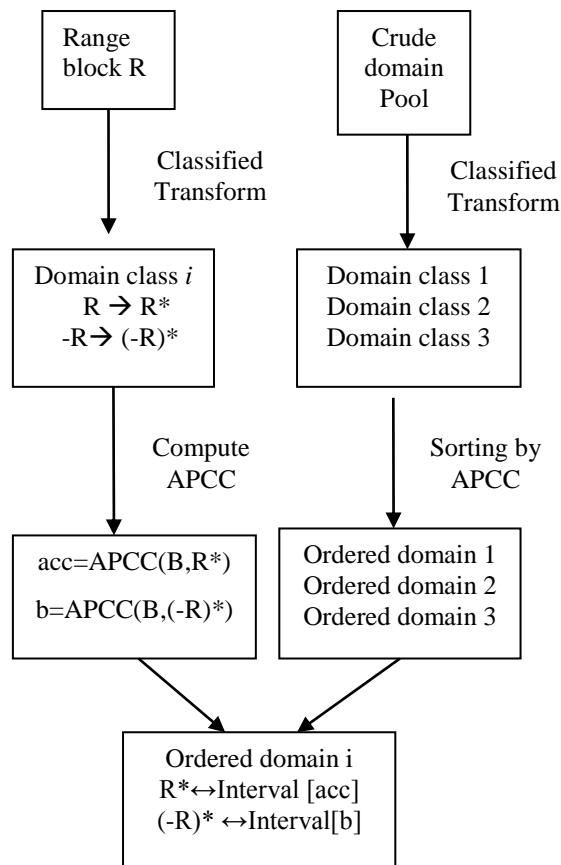 Range
block R
Crude
domain
Pool
Classified
Transform
Classified
Transform
Domain class i
R → R*
-R→ (-R)*
Domain class 1
Domain class 2
Domain class 3
Compute
APCC
Sorting by
APCC
acc=APCC(B,R*)
b=APCC(B,(-R)*)
Ordered domain 1
Ordered domain 2
Ordered domain 3
Ordered domain i
R*↔Interval [acc]
(-R)* ↔Interval[b]